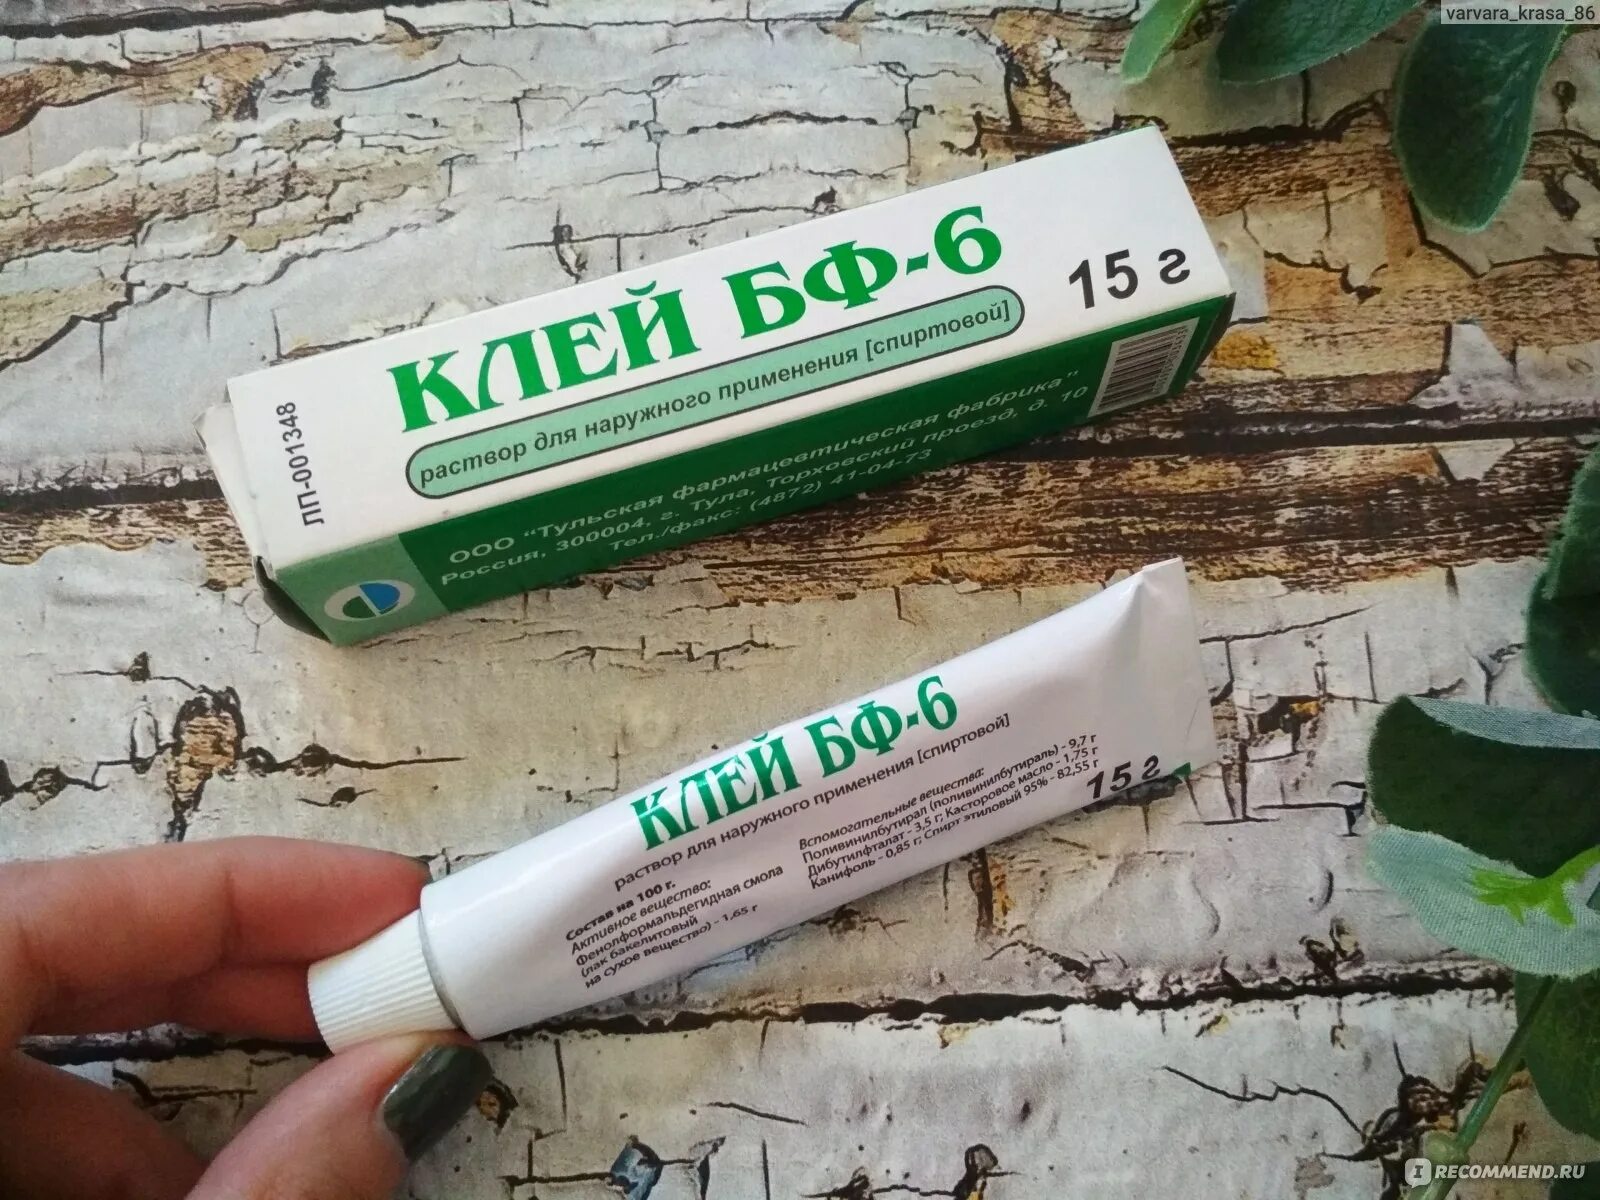 varvara_krasa_86
КЛЕЙ БФ-6
15 г
раствор для наружного применения [спиртовой]
ЛП-001348
ООО "Тульская фармацевтическая фабрика"
Россия, 300004, г. Тула, Торховский проезд, д. 10
Тел./факс: (4872) 41-04-73
КЛЕЙ БФ-6
раствор для наружного применения [спиртовой]
15 г
Состав на 100 г.
Активное вещество:
Фенолформальдегидная смола
(лак бакелитовый
на сухое вещество) - 1,65 г
Вспомогательные вещества:
Поливинилбутирал (поливинилбутираль) - 9,7 г
Дибутилфталат - 3,5 г; Касторовое масло - 1,75 г
Канифоль - 0,85 г; Спирт этиловый 95% - 82,55 г
IRECOMMEND.RU